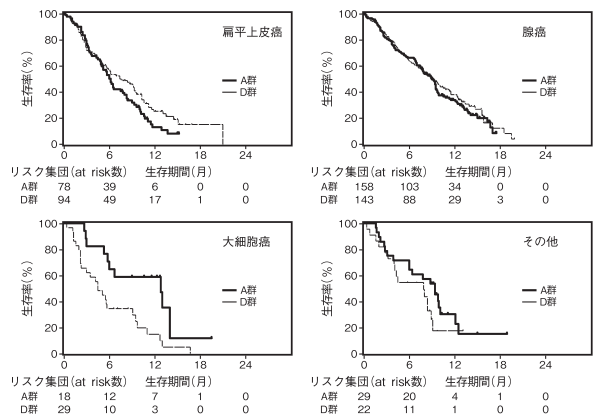 扁平上皮癌
生存率(%)
100
80
60
40
20
0
A群
D群
0 6 12 18 24
リスク集団(at risk数) 生存期間(月)
A群 78 39 6 0 0
D群 94 49 17 1 0
腺癌
生存率(%)
100
80
60
40
20
0
A群
D群
0 6 12 18 24
リスク集団(at risk数) 生存期間(月)
A群 158 103 34 0 0
D群 143 88 29 3 0
大細胞癌
生存率(%)
100
80
60
40
20
0
A群
D群
0 6 12 18 24
リスク集団(at risk数) 生存期間(月)
A群 18 12 7 1 0
D群 29 10 3 0 0
その他
生存率(%)
100
80
60
40
20
0
A群
D群
0 6 12 18 24
リスク集団(at risk数) 生存期間(月)
A群 29 20 4 1 0
D群 22 11 1 0 0